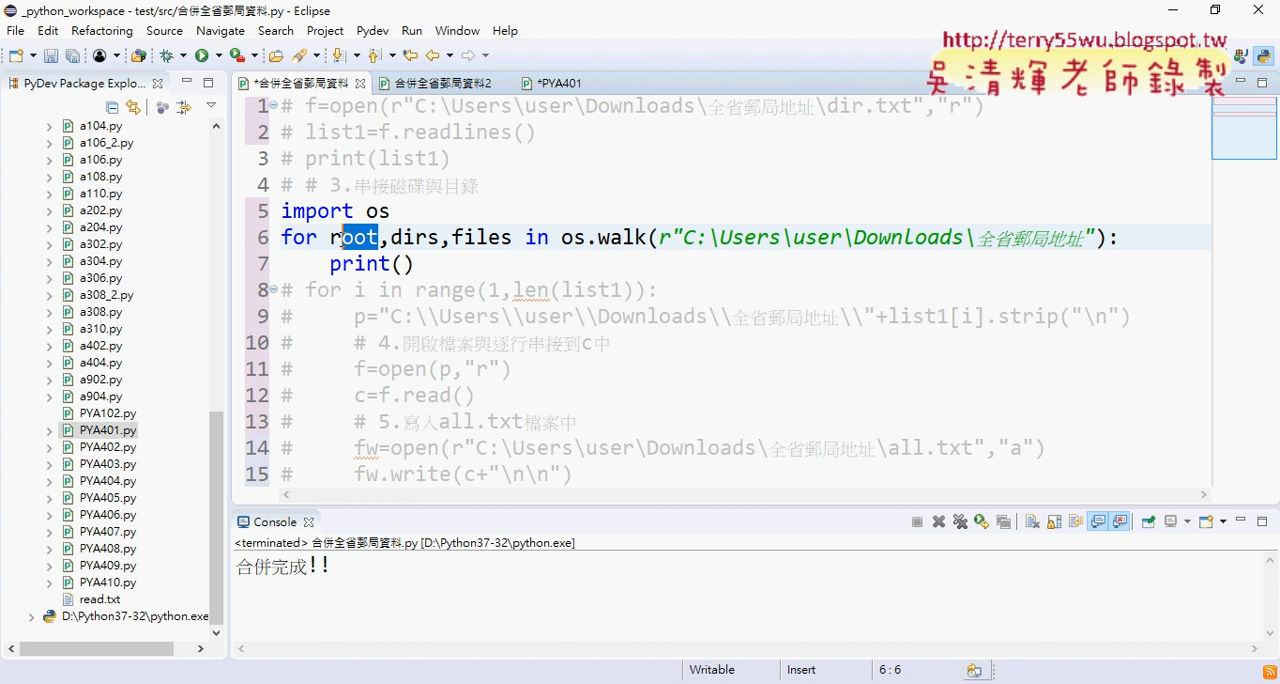 _python_workspace - test/src/合併全省郵局資料.py - Eclipse
File Edit Refactoring Source Navigate Search Project PyDev Run Window Help
http://terry55wu.blogspot.tw
吳清輝老師錄製
PyDev Package Explo...
*合併全省郵局資料
合併全省郵局資料2
*PYA401
a104.py
a106_2.py
a106.py
a108.py
a110.py
a202.py
a204.py
a302.py
a304.py
a306.py
a308_2.py
a308.py
a310.py
a402.py
a404.py
a902.py
a904.py
PYA102.py
PYA401.py
PYA402.py
PYA403.py
PYA404.py
PYA405.py
PYA406.py
PYA407.py
PYA408.py
PYA409.py
PYA410.py
read.txt
D:\Python37-32\python.exe
1 # f=open(r"C:\Users\user\Downloads\全省郵局地址\dir.txt","r")
2 # list1=f.readlines()
3 # print(list1)
4 # # 3.串接磁碟與目錄
5 import os
6 for root,dirs,files in os.walk(r"C:\Users\user\Downloads\全省郵局地址"):
7     print()
8 # for i in range(1,len(list1)):
9 #     p="C:\\Users\\user\\Downloads\\全省郵局地址\\"+list1[i].strip("\n")
10 #     # 4.開啟檔案與逐行串接到c中
11 #     f=open(p,"r")
12 #     c=f.read()
13 #     # 5.寫入all.txt檔案中
14 #     fw=open(r"C:\Users\user\Downloads\全省郵局地址\all.txt","a")
15 #     fw.write(c+"\n\n")
Console
<terminated> 合併全省郵局資料.py [D:\Python37-32\python.exe]
合併完成!!
Writable Insert 6 : 6